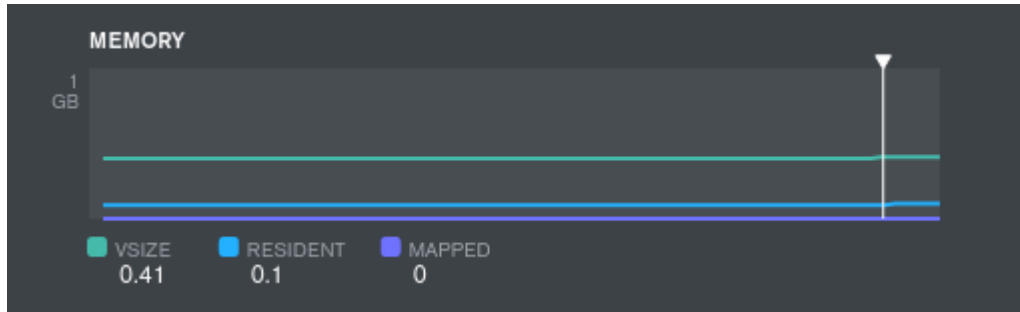 MEMORY
1
GB
VSIZE RESIDENT MAPPED
0.41 0.1 0